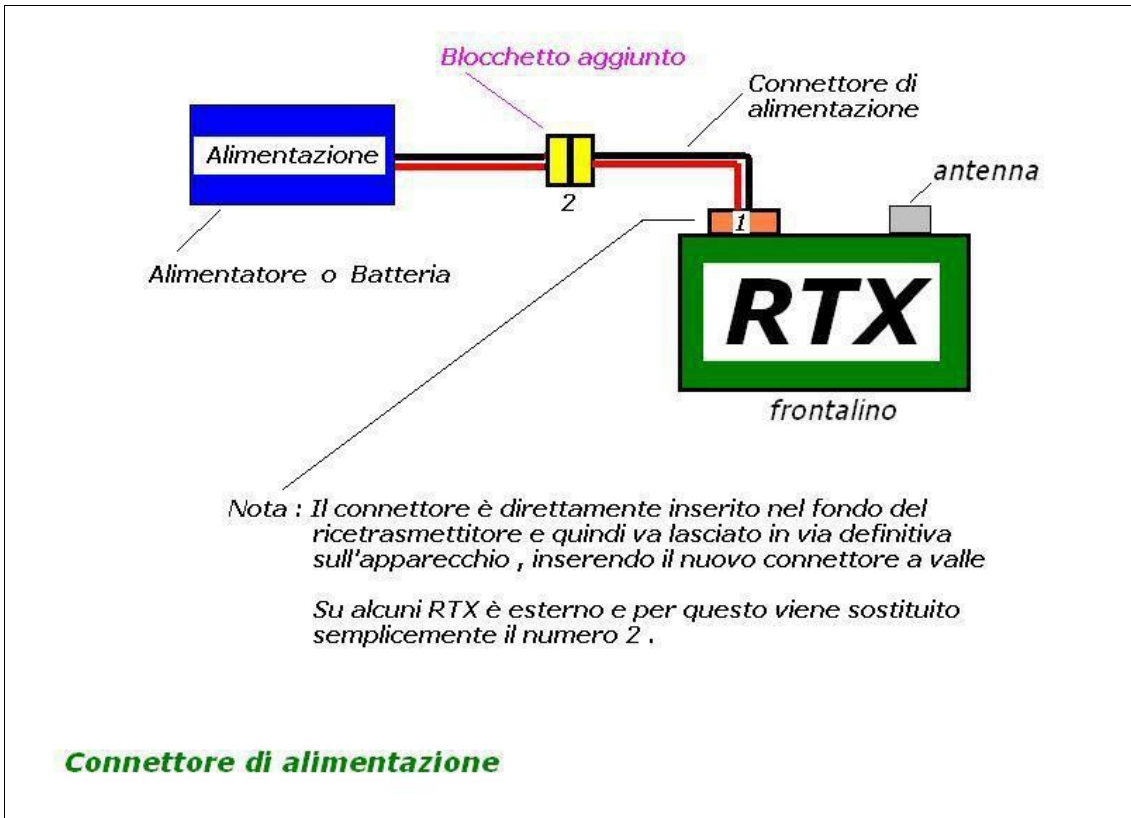 Blocchetto aggiunto
Connettore di
alimentazione
Alimentazione
antenna
2
1
Alimentatore o Batteria
RTX
frontalino
Nota : Il connettore è direttamente inserito nel fondo del
ricetrasmettitore e quindi va lasciato in via definitiva
sull'apparecchio , inserendo il nuovo connettore a valle
Su alcuni RTX è esterno e per questo viene sostituito
semplicemente il numero 2 .
Connettore di alimentazione